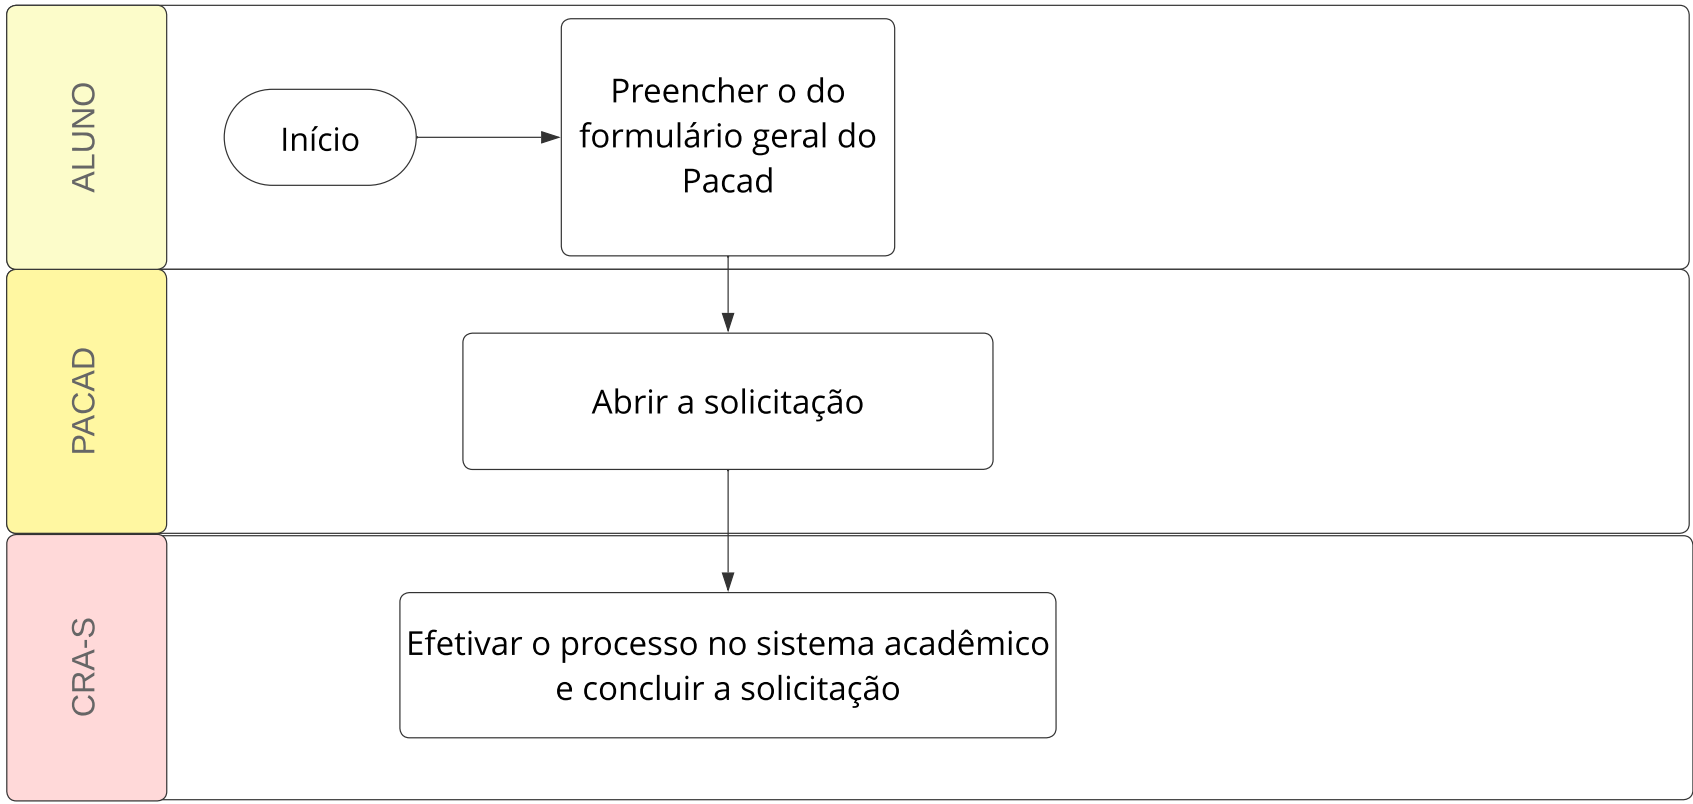 ALUNO
Início
Preencher o do
formulário geral do
Pacad
PACAD
Abrir a solicitação
CRA-S
Efetivar o processo no sistema acadêmico
e concluir a solicitação